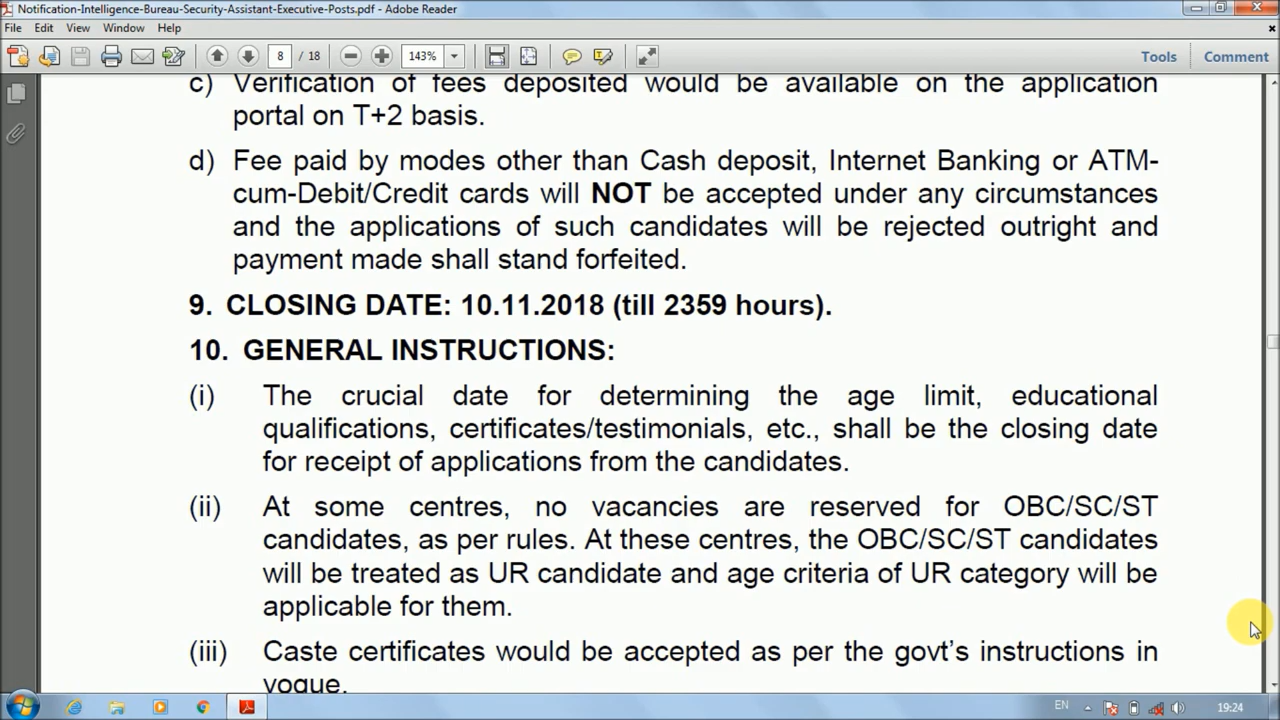 Notification-Intelligence-Bureau-Security-Assistant-Executive-Posts.pdf - Adobe Reader
File Edit View Window Help
8 / 18 143% Tools Comment
c) Verification of fees deposited would be available on the application
portal on T+2 basis.
d) Fee paid by modes other than Cash deposit, Internet Banking or ATM-
cum-Debit/Credit cards will NOT be accepted under any circumstances
and the applications of such candidates will be rejected outright and
payment made shall stand forfeited.
9. CLOSING DATE: 10.11.2018 (till 2359 hours).
10. GENERAL INSTRUCTIONS:
(i) The crucial date for determining the age limit, educational
qualifications, certificates/testimonials, etc., shall be the closing date
for receipt of applications from the candidates.
(ii) At some centres, no vacancies are reserved for OBC/SC/ST
candidates, as per rules. At these centres, the OBC/SC/ST candidates
will be treated as UR candidate and age criteria of UR category will be
applicable for them.
(iii) Caste certificates would be accepted as per the govt's instructions in
vogue.
EN 19:24